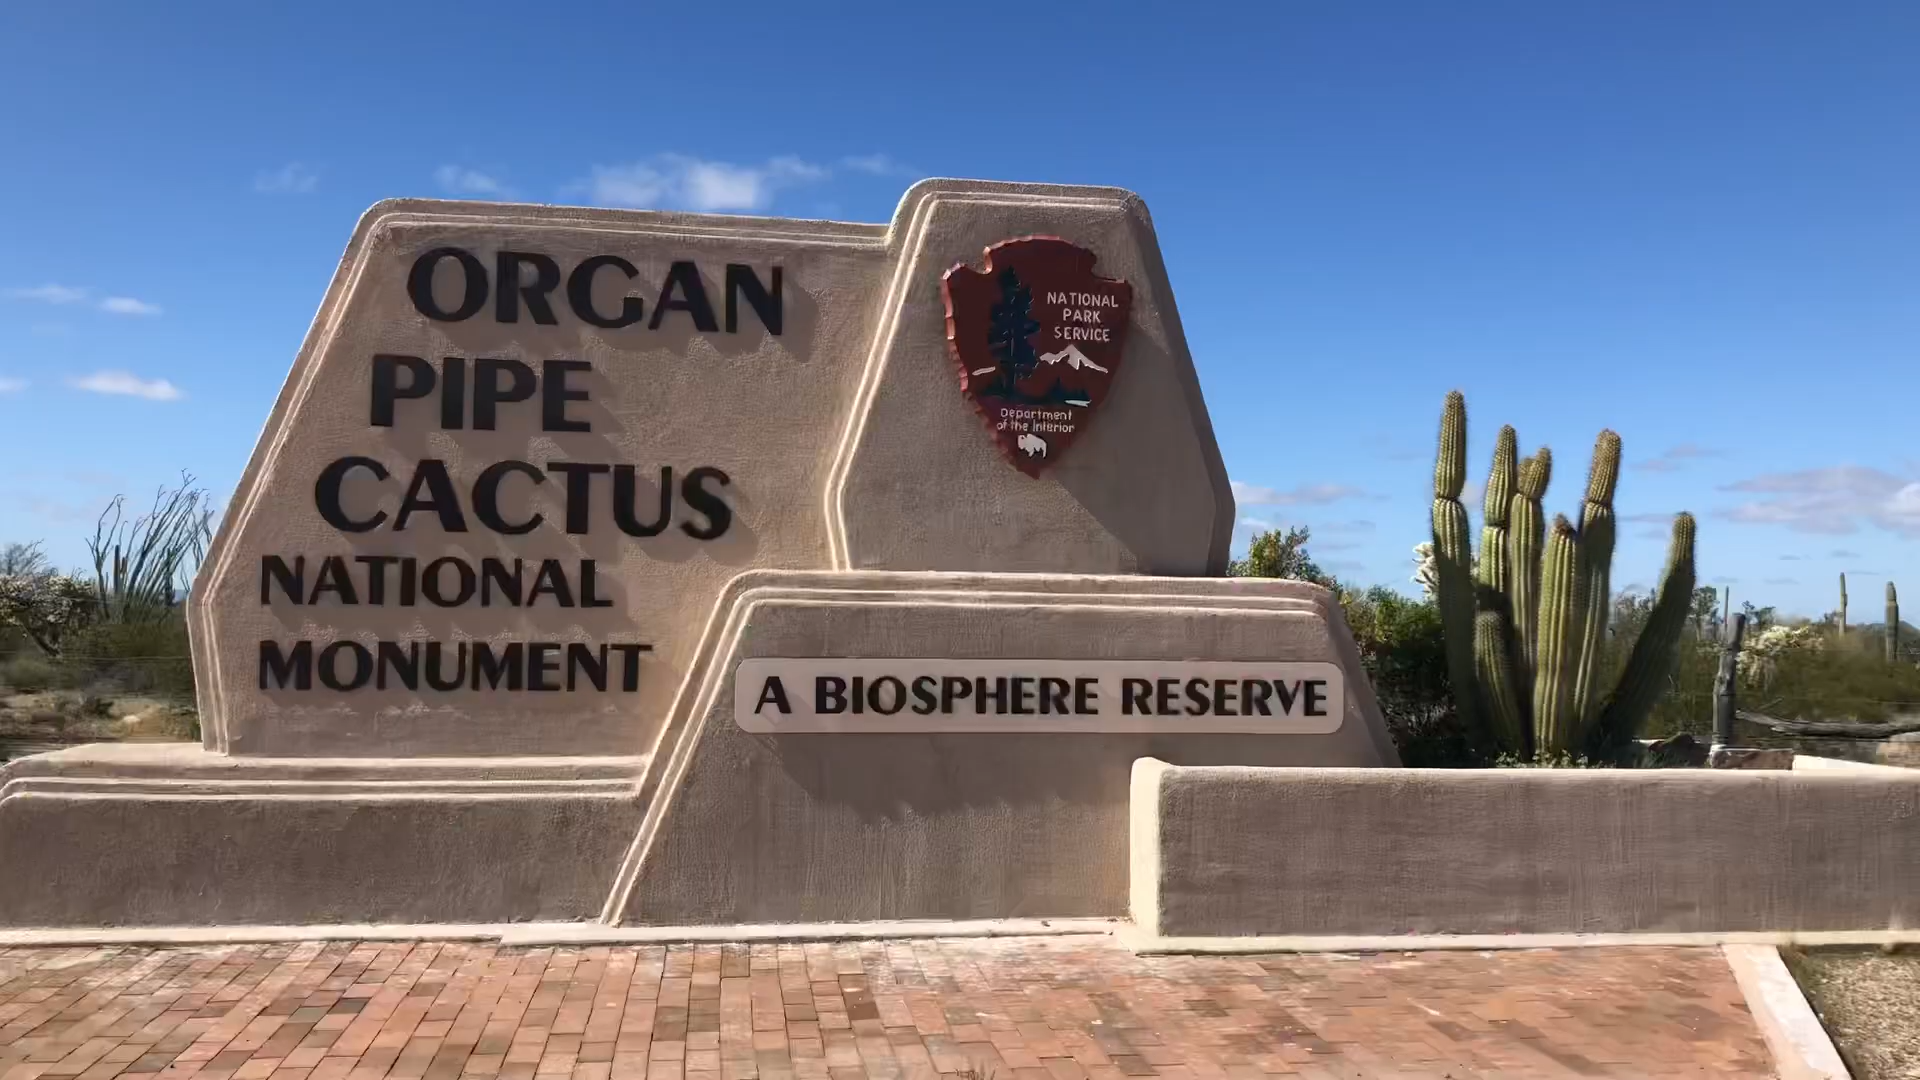 ORGAN
PIPE
CACTUS
NATIONAL
MONUMENT
NATIONAL
PARK
SERVICE
Department
of the Interior
A BIOSPHERE RESERVE